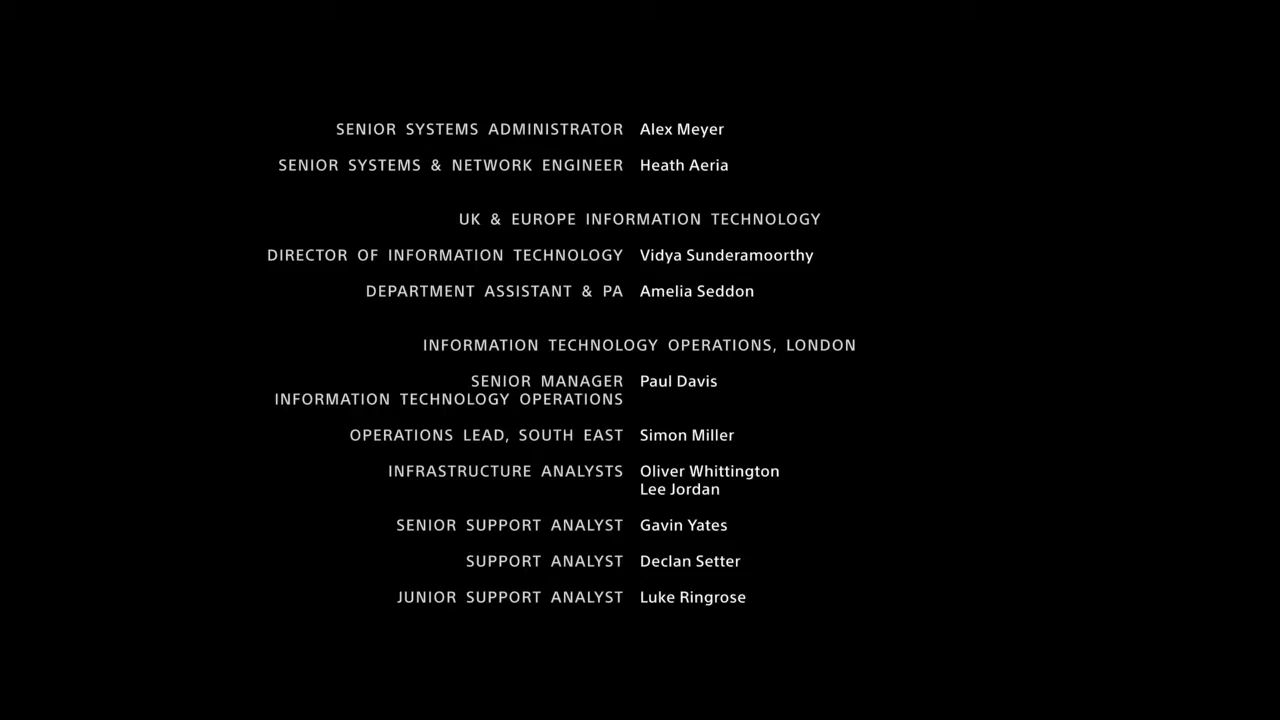 SENIOR SYSTEMS ADMINISTRATOR Alex Meyer
SENIOR SYSTEMS & NETWORK ENGINEER Heath Aeria
UK & EUROPE INFORMATION TECHNOLOGY
DIRECTOR OF INFORMATION TECHNOLOGY Vidya Sunderamoorthy
DEPARTMENT ASSISTANT & PA Amelia Seddon
INFORMATION TECHNOLOGY OPERATIONS, LONDON
SENIOR MANAGER Paul Davis
INFORMATION TECHNOLOGY OPERATIONS
OPERATIONS LEAD, SOUTH EAST Simon Miller
INFRASTRUCTURE ANALYSTS Oliver Whittington
Lee Jordan
SENIOR SUPPORT ANALYST Gavin Yates
SUPPORT ANALYST Declan Setter
JUNIOR SUPPORT ANALYST Luke Ringrose